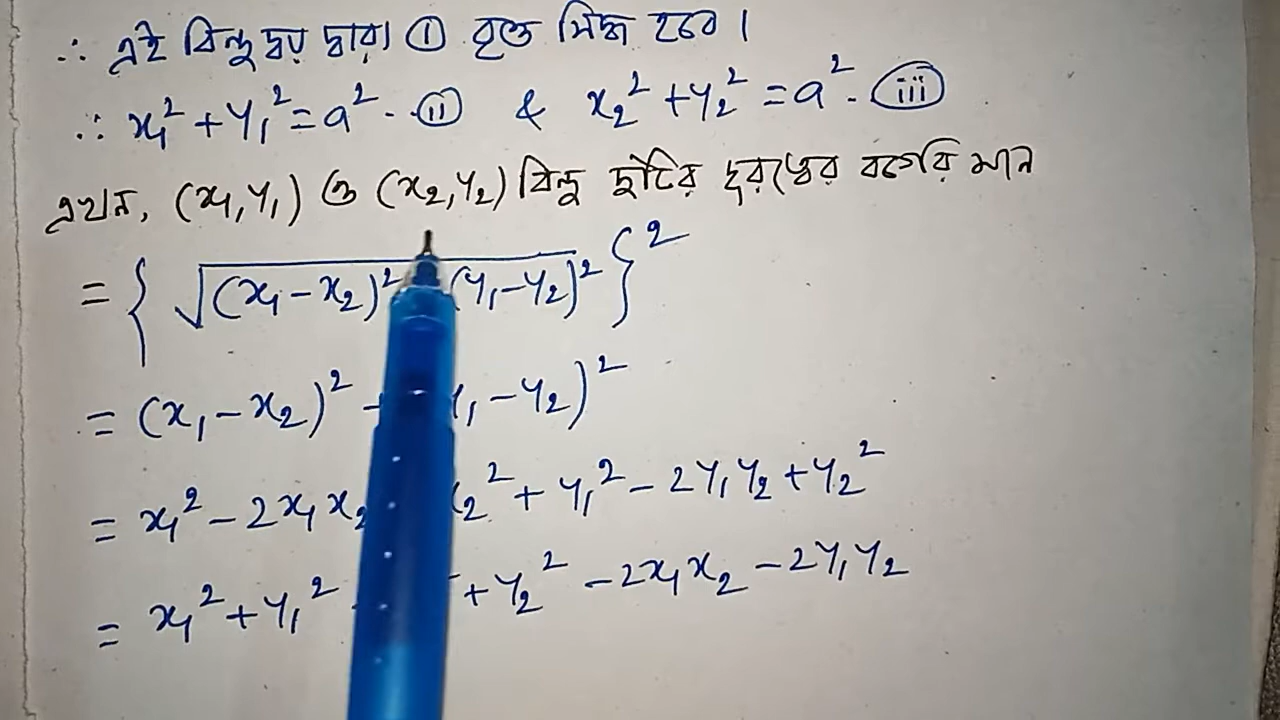 ∴ এই বিন্দুদ্বয় দ্বারা ① বৃত্ত সিদ্ধ হবে।
∴ x₁² + y₁² = a² - - ⅱ & x₂² + y₂² = a² - ⅲ
এখন, (x₁, y₁) ও (x₂, y₂) বিন্দু দুটির দূরত্বের বর্গের মান
= { √(x₁ - x₂)² (y₁ - y₂)² }²
= (x₁ - x₂)² - ₁ - y₂)²
= x₁² - 2x₁x₂ ₂² + y₁² - 2y₁y₂ + y₂²
= x₁² + y₁² + y₂² - 2x₁x₂ - 2y₁y₂